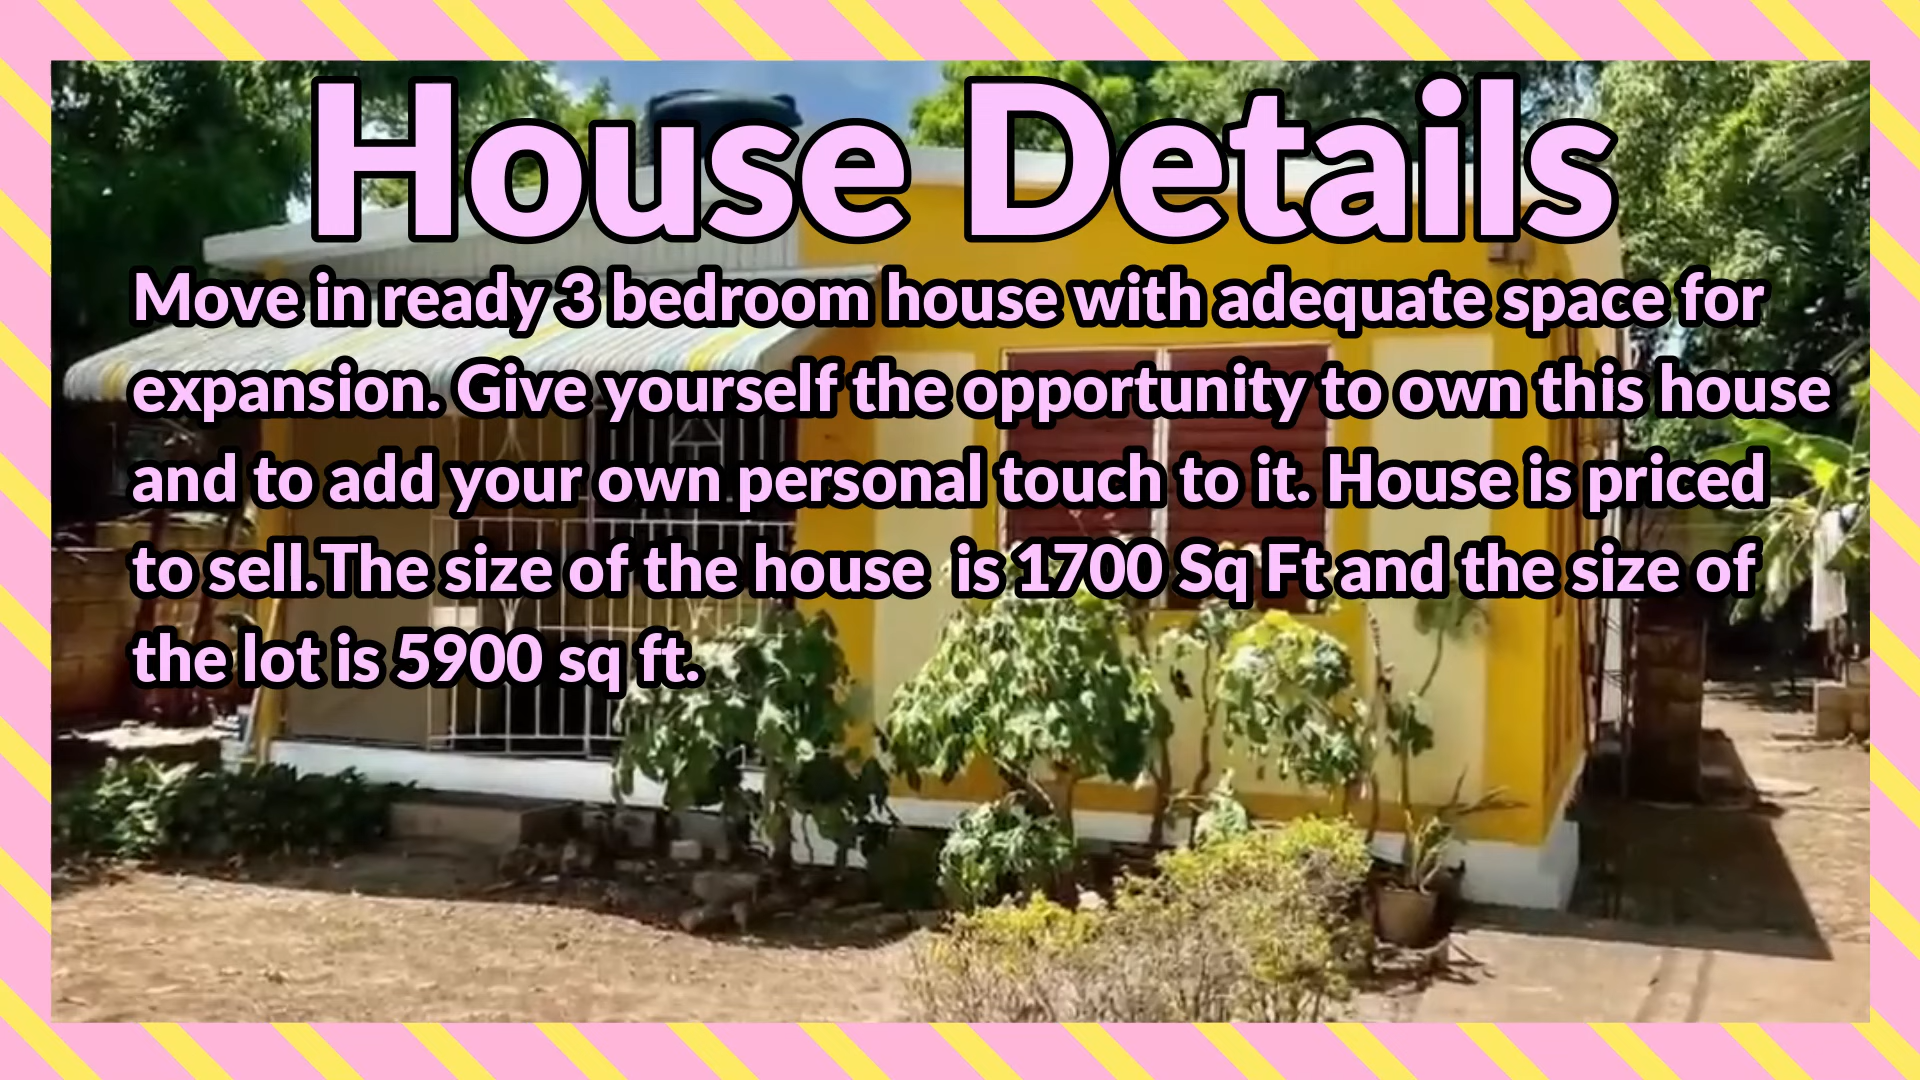 House Details
Move in ready 3 bedroom house with adequate space for
expansion. Give yourself the opportunity to own this house
and to add your own personal touch to it. House is priced
to sell.The size of the house  is 1700 Sq Ft and the size of
the lot is 5900 sq ft.